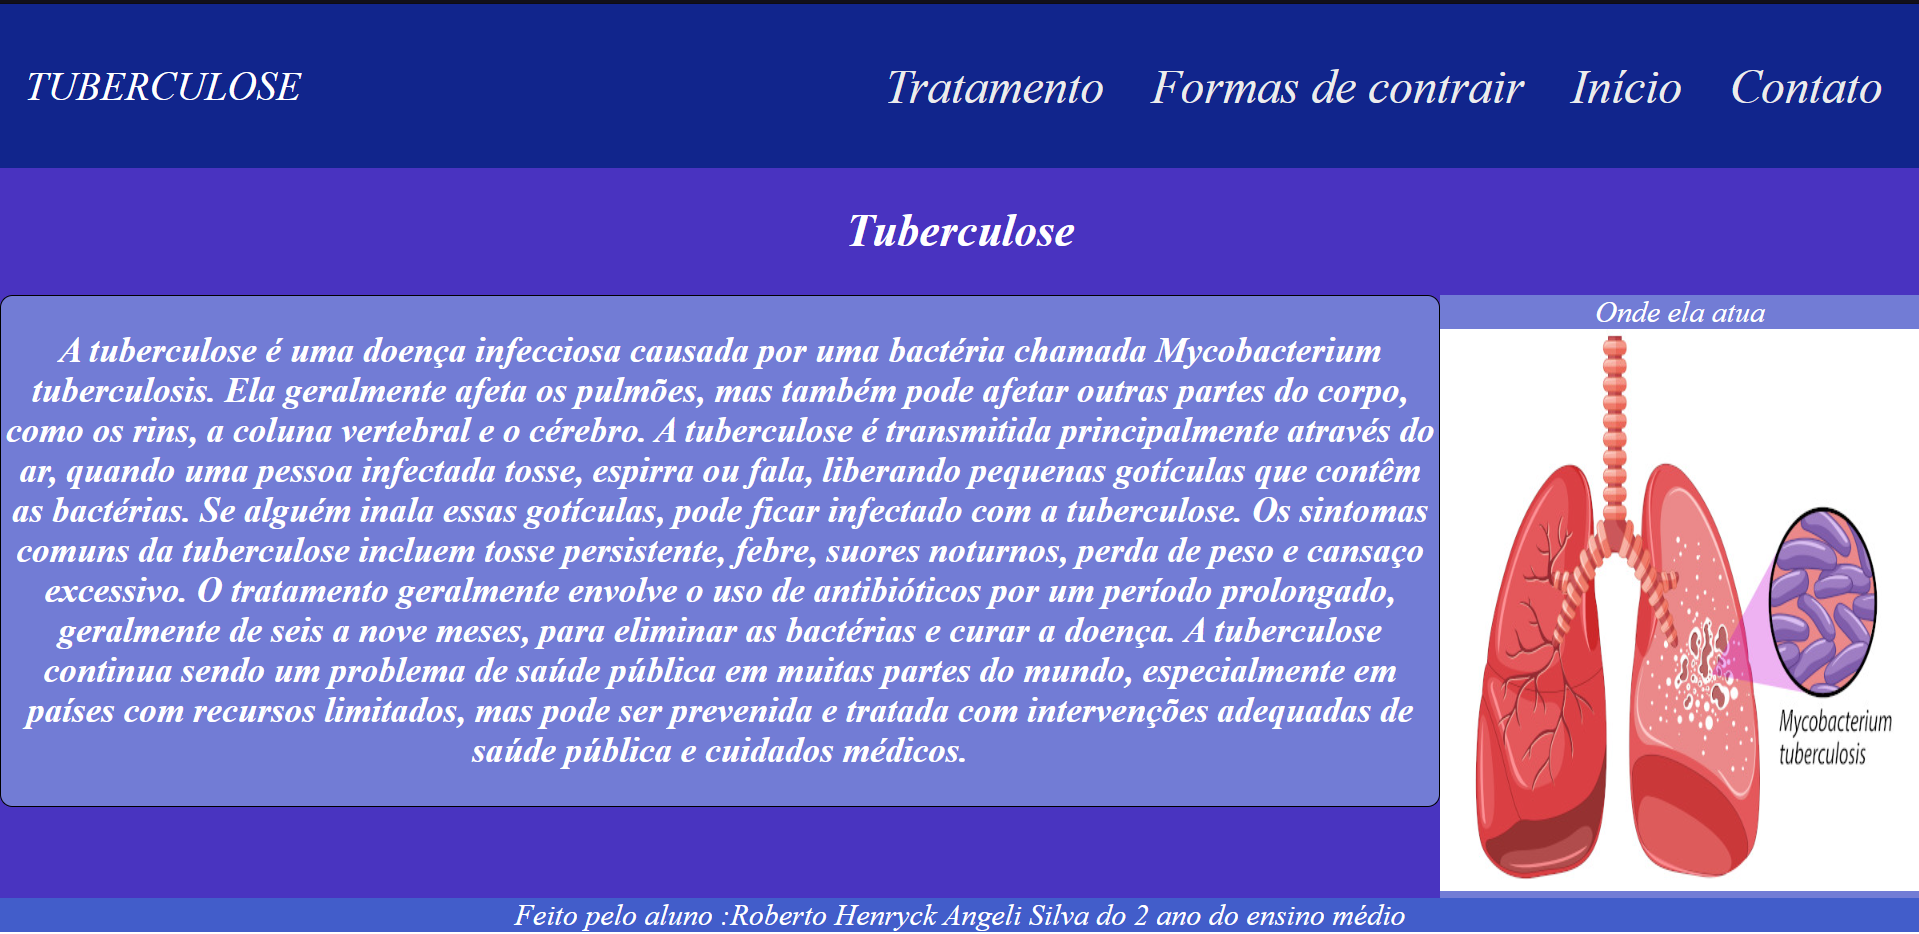 TUBERCULOSE
Tratamento Formas de contrair Início Contato
Tuberculose
A tuberculose é uma doença infecciosa causada por uma bactéria chamada Mycobacterium
tuberculosis. Ela geralmente afeta os pulmões, mas também pode afetar outras partes do corpo,
como os rins, a coluna vertebral e o cérebro. A tuberculose é transmitida principalmente através do
ar, quando uma pessoa infectada tosse, espirra ou fala, liberando pequenas gotículas que contêm
as bactérias. Se alguém inala essas gotículas, pode ficar infectado com a tuberculose. Os sintomas
comuns da tuberculose incluem tosse persistente, febre, suores noturnos, perda de peso e cansaço
excessivo. O tratamento geralmente envolve o uso de antibióticos por um período prolongado,
geralmente de seis a nove meses, para eliminar as bactérias e curar a doença. A tuberculose
continua sendo um problema de saúde pública em muitas partes do mundo, especialmente em
países com recursos limitados, mas pode ser prevenida e tratada com intervenções adequadas de
saúde pública e cuidados médicos.
Onde ela atua
Mycobacterium
tuberculosis
Feito pelo aluno :Roberto Henryck Angeli Silva do 2 ano do ensino médio